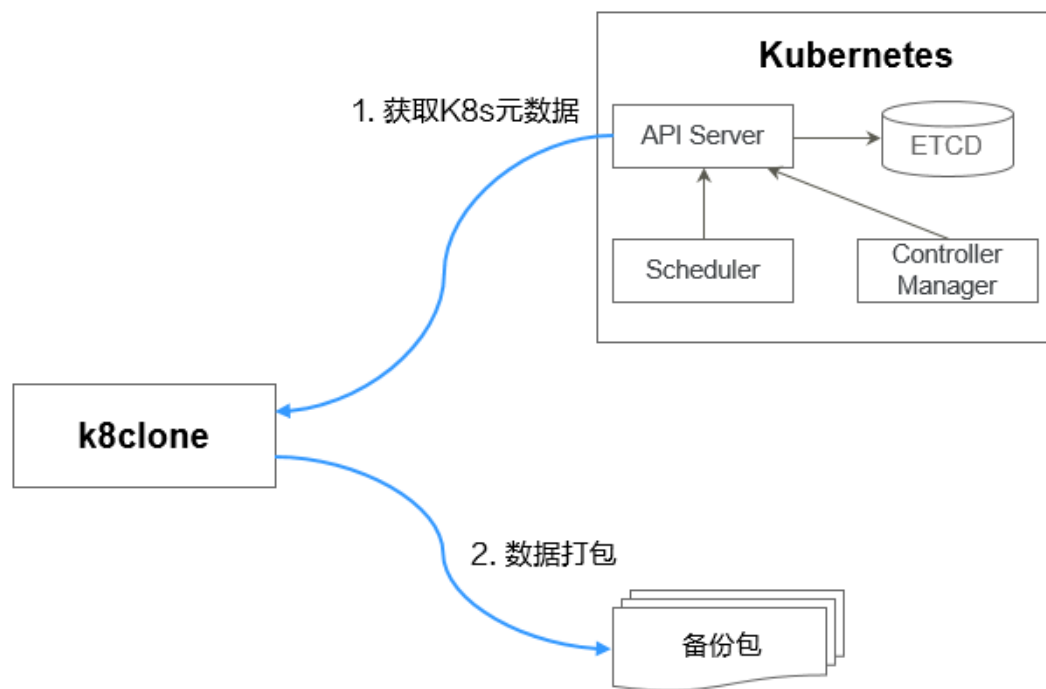 Kubernetes
1. 获取K8s元数据
API Server
ETCD
Scheduler
Controller
Manager
k8clone
2. 数据打包
备份包